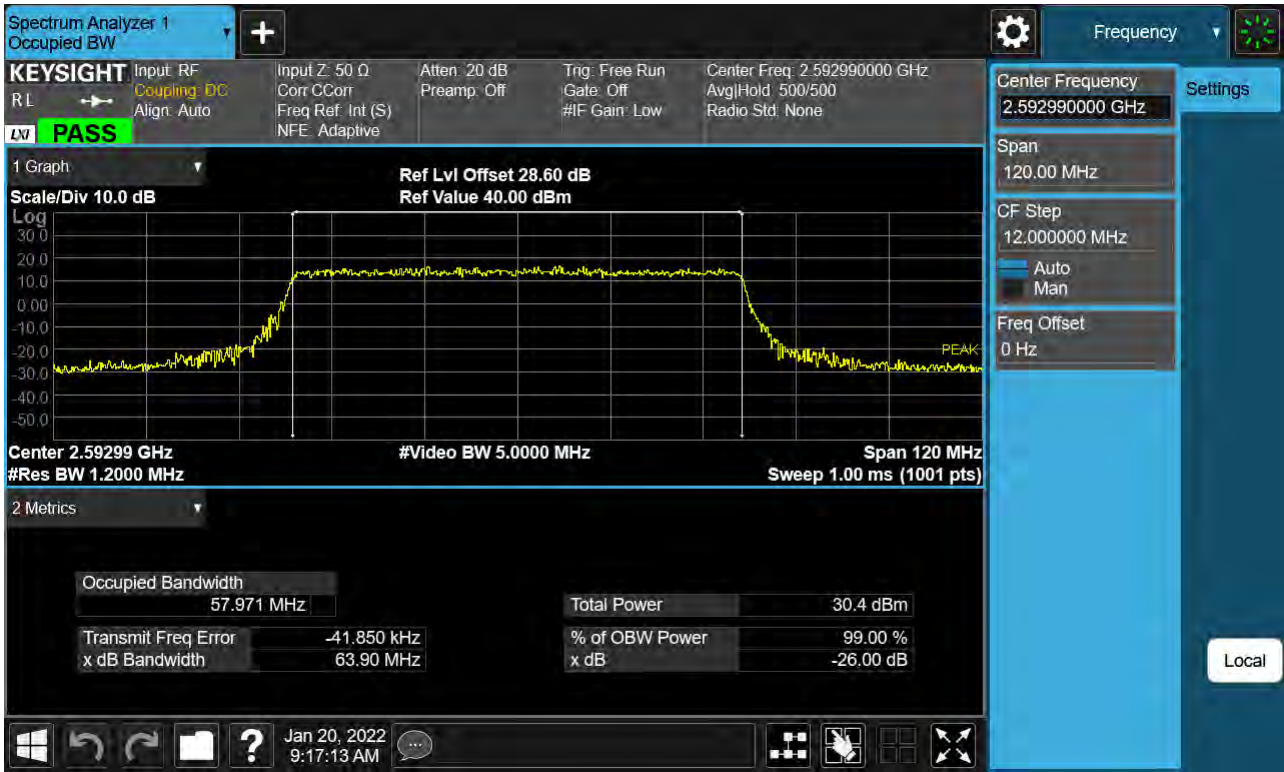 Spectrum Analyzer 1
Occupied BW
Frequency
KEYSIGHT
R L
LXI
PASS
Input: RF
Coupling: DC
Align: Auto
Input Z: 50 Ω
Corr CCorr
Freq Ref: Int (S)
NFE: Adaptive
Atten: 20 dB
Preamp: Off
Trig: Free Run
Gate: Off
#IF Gain: Low
Center Freq: 2.592990000 GHz
Avg|Hold: 500/500
Radio Std: None
Center Frequency
2.592990000 GHz
Settings
Span
120.00 MHz
CF Step
12.000000 MHz
Auto
Man
Freq Offset
0 Hz
Local
1 Graph
Scale/Div 10.0 dB
Ref Lvl Offset 28.60 dB
Ref Value 40.00 dBm
Log
30.0
20.0
10.0
0.00
-10.0
-20.0
-30.0
-40.0
-50.0
PEAK
Center 2.59299 GHz
#Video BW 5.0000 MHz
Span 120 MHz
#Res BW 1.2000 MHz
Sweep 1.00 ms (1001 pts)
2 Metrics
Occupied Bandwidth
57.971 MHz
Total Power 30.4 dBm
Transmit Freq Error -41.850 kHz
% of OBW Power 99.00 %
x dB Bandwidth 63.90 MHz
x dB -26.00 dB
?
Jan 20, 2022
9:17:13 AM